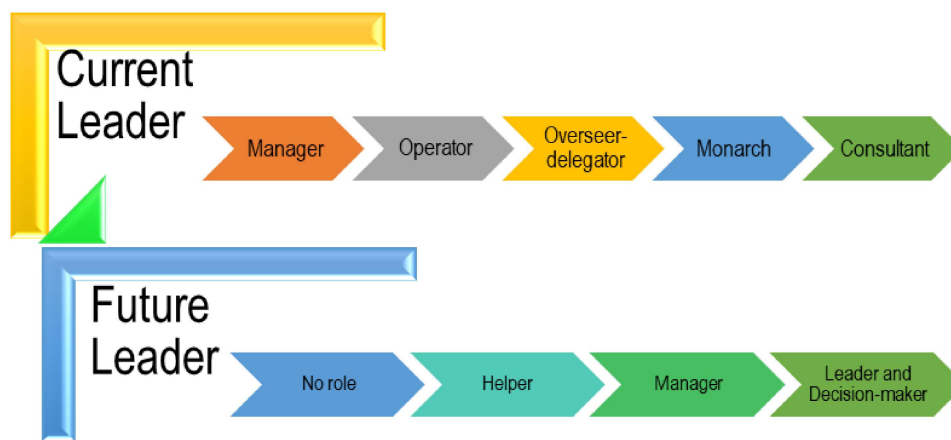 Current
Leader
Manager
Operator
Overseer-
delegator
Monarch
Consultant
Future
Leader
No role
Helper
Manager
Leader and
Decision-maker